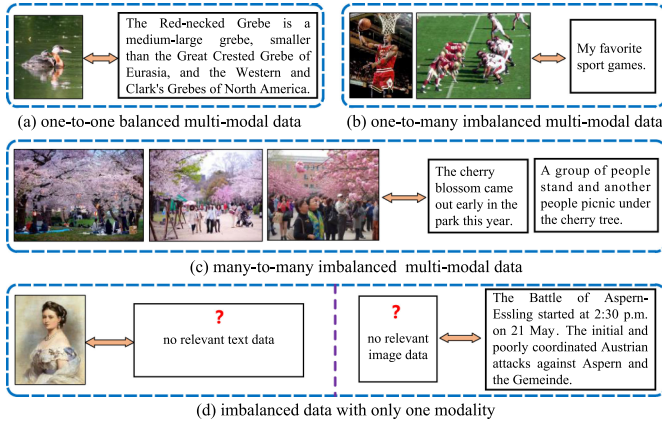 The Red-necked Grebe is a
medium-large grebe, smaller
than the Great Crested Grebe of
Eurasia, and the Western and
Clark's Grebes of North America.
(a) one-to-one balanced multi-modal data
My favorite
sport games.
(b) one-to-many imbalanced multi-modal data
The cherry
blossom came
out early in the
park this year.
A group of people
stand and another
people picnic under
the cherry tree.
(c) many-to-many imbalanced multi-modal data
?
no relevant text data
?
no relevant
image data
The Battle of Aspern-
Essling started at 2:30 p.m.
on 21 May. The initial and
poorly coordinated Austrian
attacks against Aspern and
the Gemeinde.
(d) imbalanced data with only one modality